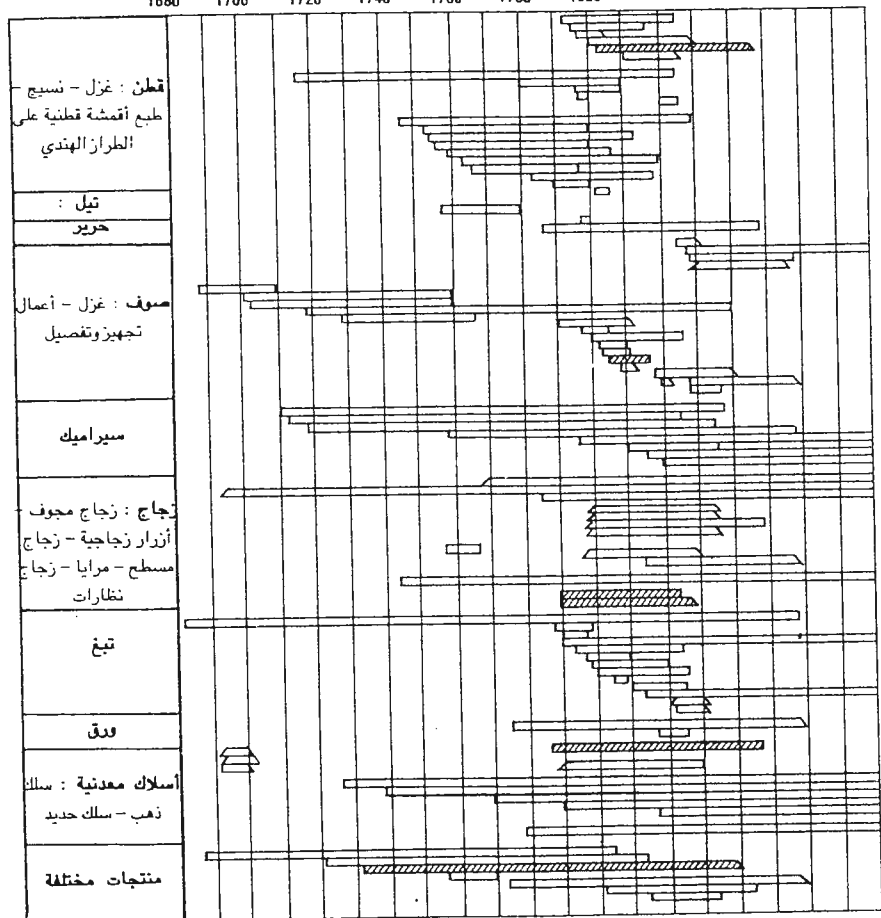 1680 1700 1720 1740 1760 1780 1800
قطن : غزل – نسيج –
طبع أقمشة قطنية على
الطراز الهندي
تيل :
حرير
صوف : غزل – أعمال
تجهيز وتفصيل
سيراميك
زجاج : زجاج مجوف –
أزرار زجاجية – زجاج
مسطح – مرايا – زجاج
نظارات
تبغ
ورق
أسلاك معدنية : سلك
ذهب – سلك حديد
منتجات مختلفة